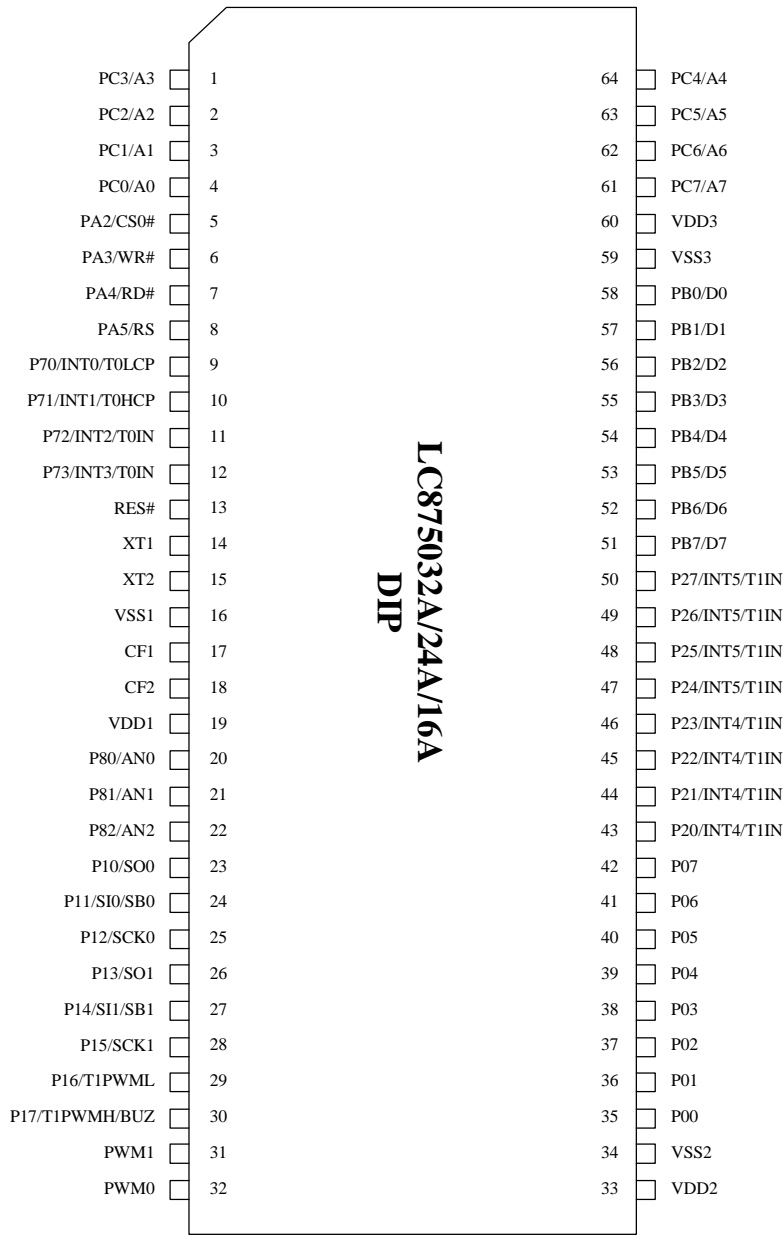 PC3/A3 1 64 PC4/A4
PC2/A2 2 63 PC5/A5
PC1/A1 3 62 PC6/A6
PC0/A0 4 61 PC7/A7
PA2/CS0# 5 60 VDD3
PA3/WR# 6 59 VSS3
PA4/RD# 7 58 PB0/D0
PA5/RS 8 57 PB1/D1
P70/INT0/T0LCP 9 56 PB2/D2
P71/INT1/T0HCP 10 55 PB3/D3
P72/INT2/T0IN 11 54 PB4/D4
P73/INT3/T0IN 12 53 PB5/D5
RES# 13 52 PB6/D6
XT1 14 51 PB7/D7
XT2 15 50 P27/INT5/T1IN
VSS1 16 49 P26/INT5/T1IN
CF1 17 48 P25/INT5/T1IN
CF2 18 47 P24/INT5/T1IN
VDD1 19 46 P23/INT4/T1IN
P80/AN0 20 45 P22/INT4/T1IN
P81/AN1 21 44 P21/INT4/T1IN
P82/AN2 22 43 P20/INT4/T1IN
P10/SO0 23 42 P07
P11/SI0/SB0 24 41 P06
P12/SCK0 25 40 P05
P13/SO1 26 39 P04
P14/SI1/SB1 27 38 P03
P15/SCK1 28 37 P02
P16/T1PWML 29 36 P01
P17/T1PWMH/BUZ 30 35 P00
PWM1 31 34 VSS2
PWM0 32 33 VDD2
LC875032A/24A/16A
DIP